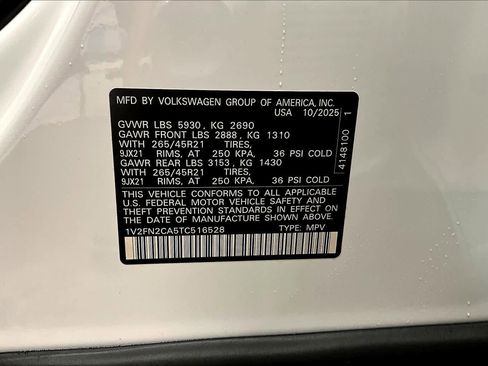 MFD BY VOLKSWAGEN GROUP OF AMERICA, INC.
USA 10/2025
GVWR LBS 5930, KG 2690
GAWR FRONT LBS 2888, KG 1310
WITH 265/45R21 TIRES,
9JX21 RIMS, AT 250 KPA, 36 PSI COLD
GAWR REAR LBS 3153, KG 1430
WITH 265/45R21 TIRES,
9JX21 RIMS, AT 250 KPA, 36 PSI COLD
THIS VEHICLE CONFORMS TO ALL APPLICABLE
U.S. FEDERAL MOTOR VEHICLE SAFETY AND
THEFT PREVENTION STANDARDS IN EFFECT ON
THE DATE OF MANUFACTURE SHOWN ABOVE.
1V2FN2CA5TC516528 TYPE: MPV
4148100 1